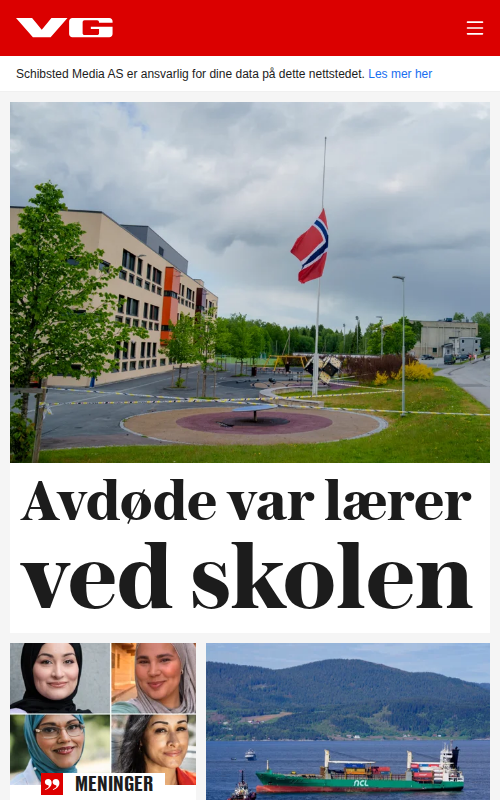 VG
Schibsted Media AS er ansvarlig for dine data på dette nettstedet. Les mer her
Avdøde var lærer
ved skolen
MENINGER
NCL